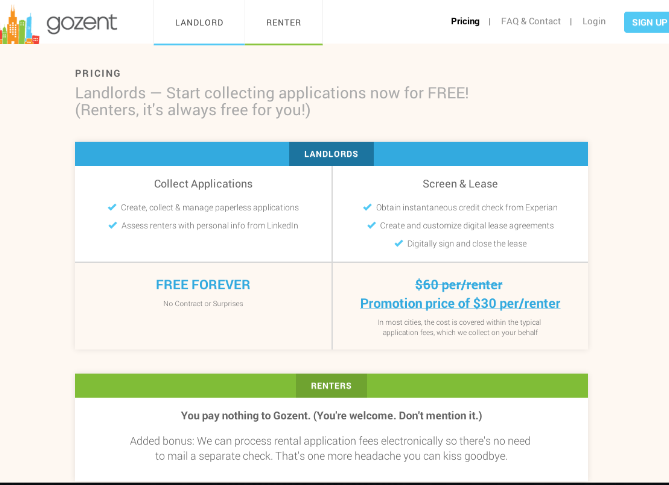 gozent
LANDLORD
RENTER
Pricing | FAQ & Contact | Login
SIGN UP
PRICING
Landlords — Start collecting applications now for FREE!
(Renters, it's always free for you!)
LANDLORDS
Collect Applications
Create, collect & manage paperless applications
Assess renters with personal info from LinkedIn
Screen & Lease
Obtain instantaneous credit check from Experian
Create and customize digital lease agreements
Digitally sign and close the lease
FREE FOREVER
No Contract or Surprises
$60 per/renter
Promotion price of $30 per/renter
In most cities, the cost is covered within the typical
application fees, which we collect on your behalf
RENTERS
You pay nothing to Gozent. (You're welcome. Don't mention it.)
Added bonus: We can process rental application fees electronically so there's no need
to mail a separate check. That's one more headache you can kiss goodbye.